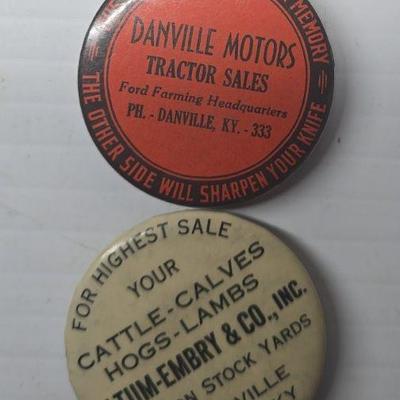 MEMORY
DANVILLE MOTORS
TRACTOR SALES
Ford Farming Headquarters
PH. - DANVILLE, KY. - 333
THE OTHER SIDE WILL SHARPEN YOUR KNIFE
FOR HIGHEST SALE
YOUR
CATTLE-CALVES
HOGS-LAMBS
-EMBRY & CO., INC.
STOCK YARDS